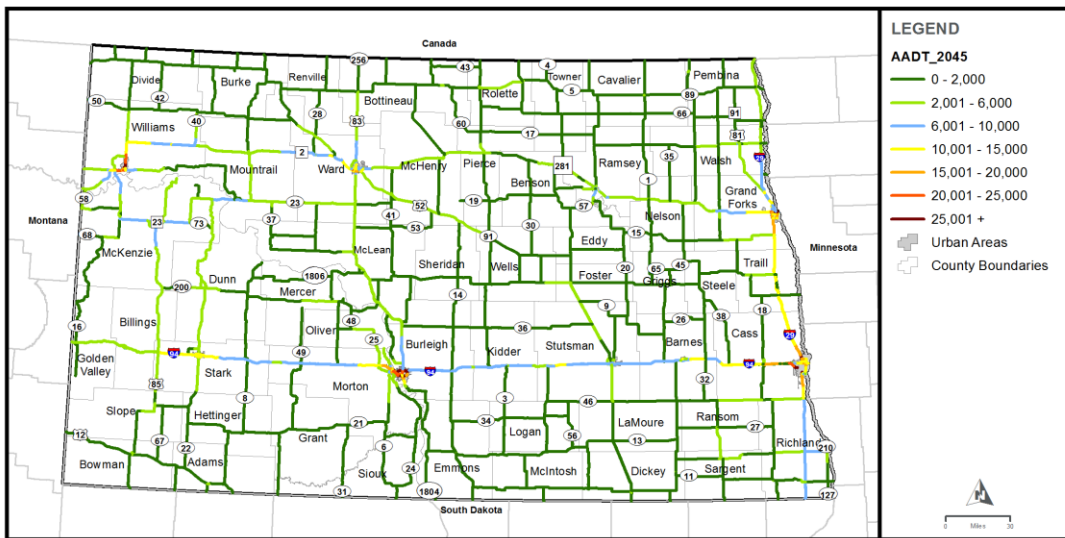 Canada
256
43
4
Towner
Cavalier
Pembina
Renville
Divide
Burke
5
89
42
Bottineau
Rolette
50
28
66
91
Williams
40
83
60
17
81
2
281
Ramsey
35
Walsh
29
Mountrail
Ward
McHenry
Pierce
Benson
1
58
57
Grand
Forks
Montana
23
73
37
23
41
52
19
30
Nelson
15
Minnesota
68
53
91
Eddy
McKenzie
McLean
Traill
Dunn
1806
Sheridan
Wells
Foster
20
65
45
Griggs
Steele
200
Mercer
14
16
Billings
48
9
38
18
Oliver
25
36
26
Cass
29
Burleigh
Kidder
Stutsman
Barnes
94
Golden
Valley
49
94
94
Stark
85
Morton
32
8
3
46
Slope
Hettinger
21
34
LaMoure
Ransom
27
12
67
Grant
6
Logan
56
13
Richland
22
210
Bowman
Adams
Sioux
24
Emmons
McIntosh
Dickey
11
Sargent
31
1804
127
South Dakota
LEGEND
AADT_2045
0 - 2,000
2,001 - 6,000
6,001 - 10,000
10,001 - 15,000
15,001 - 20,000
20,001 - 25,000
25,001 +
Urban Areas
County Boundaries
N
0 Miles 30